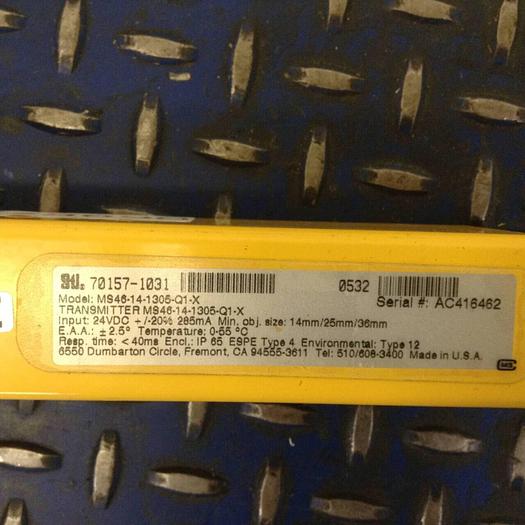 STI. 70157-1031 0532
Serial #: AC416462
Model: MS46-14-1305-Q1-X
TRANSMITTER MS46-14-1305-Q1-X
Input: 24VDC +/-20% 285mA Min. obj. size: 14mm/25mm/36mm
E.A.A.: ± 2.5° Temperature: 0-55 °C
Resp. time: < 40ms Encl.: IP 65 ESPE Type 4 Environmental: Type 12
6550 Dumbarton Circle, Fremont, CA 94555-3611 Tel: 510/608-3400 Made in U.S.A.